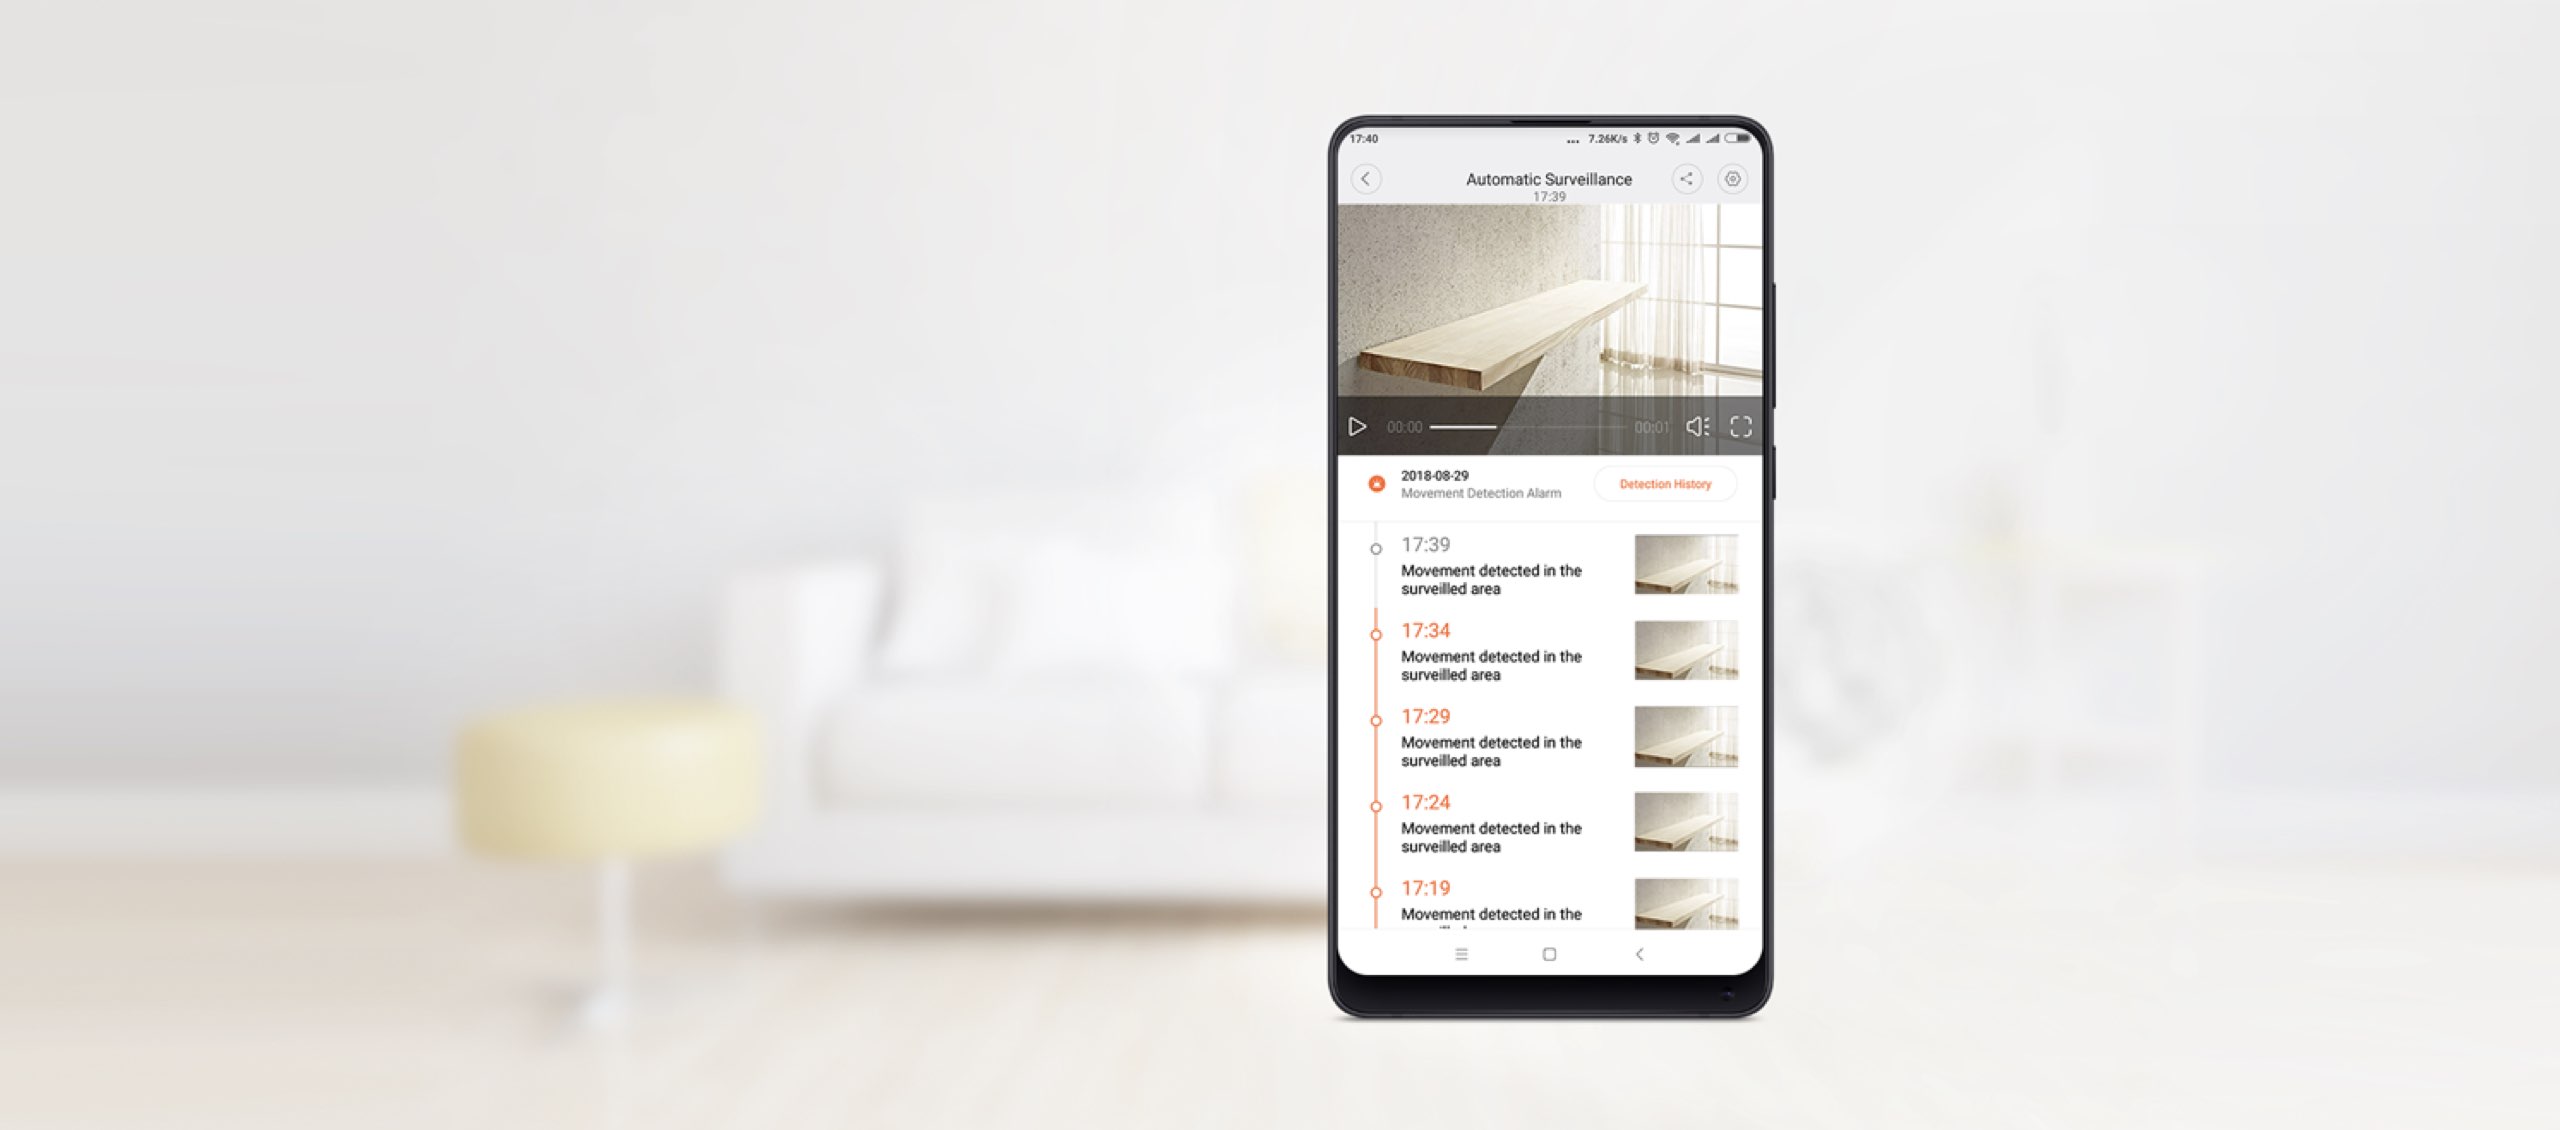 17:40
... 7.26K/s
Automatic Surveillance
17:39
00:00
00:01
2018-08-29
Movement Detection Alarm
Detection History
17:39
Movement detected in the
surveilled area
17:34
Movement detected in the
surveilled area
17:29
Movement detected in the
surveilled area
17:24
Movement detected in the
surveilled area
17:19
Movement detected in the